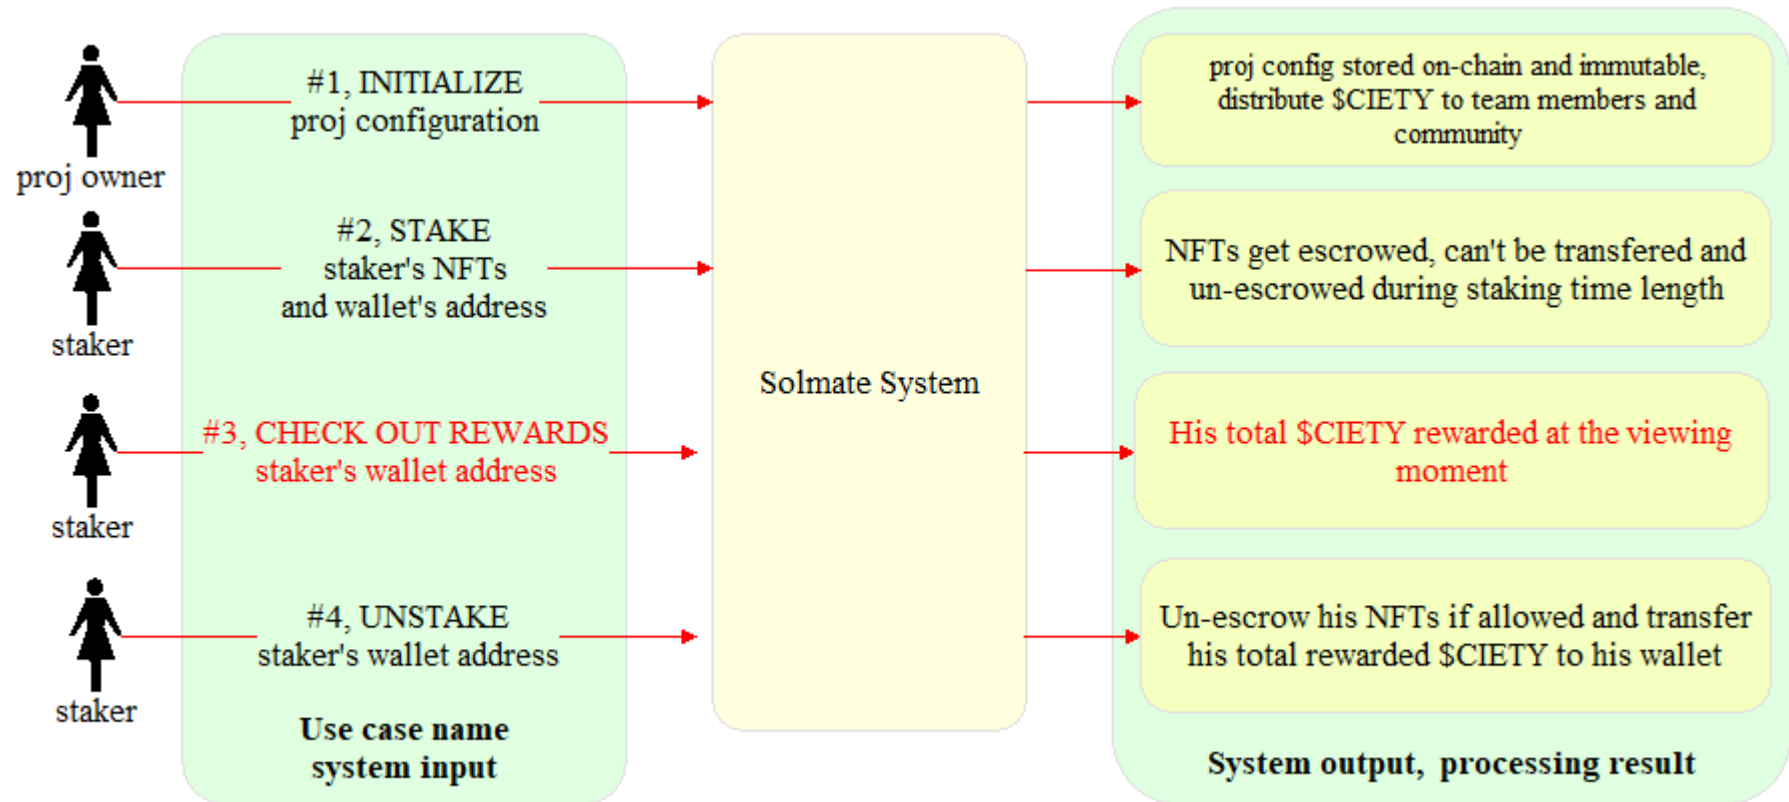 proj owner
#1, INITIALIZE
proj configuration
proj config stored on-chain and immutable,
distribute $CIETY to team members and
community
staker
#2, STAKE
staker's NFTs
and wallet's address
NFTs get escrowed, can't be transfered and
un-escrowed during staking time length
Solmate System
staker
#3, CHECK OUT REWARDS
staker's wallet address
His total $CIETY rewarded at the viewing
moment
staker
#4, UNSTAKE
staker's wallet address
Un-escrow his NFTs if allowed and transfer
his total rewarded $CIETY to his wallet
Use case name
system input
System output, processing result